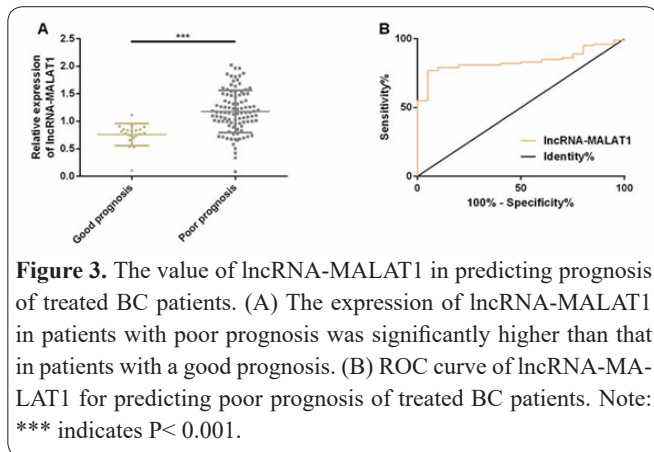 A
***
Relative expression
of lncRNA-MALAT1
2.5
2.0
1.5
1.0
0.5
0.0
Good prognosis
Poor prognosis
B
Sensitivity%
100
50
0
0
50
100
100% - Specificity%
lncRNA-MALAT1
Identity%
Figure 3. The value of lncRNA-MALAT1 in predicting prognosis
of treated BC patients. (A) The expression of lncRNA-MALAT1
in patients with poor prognosis was significantly higher than that
in patients with a good prognosis. (B) ROC curve of lncRNA-MA-
LAT1 for predicting poor prognosis of treated BC patients. Note:
*** indicates P< 0.001.